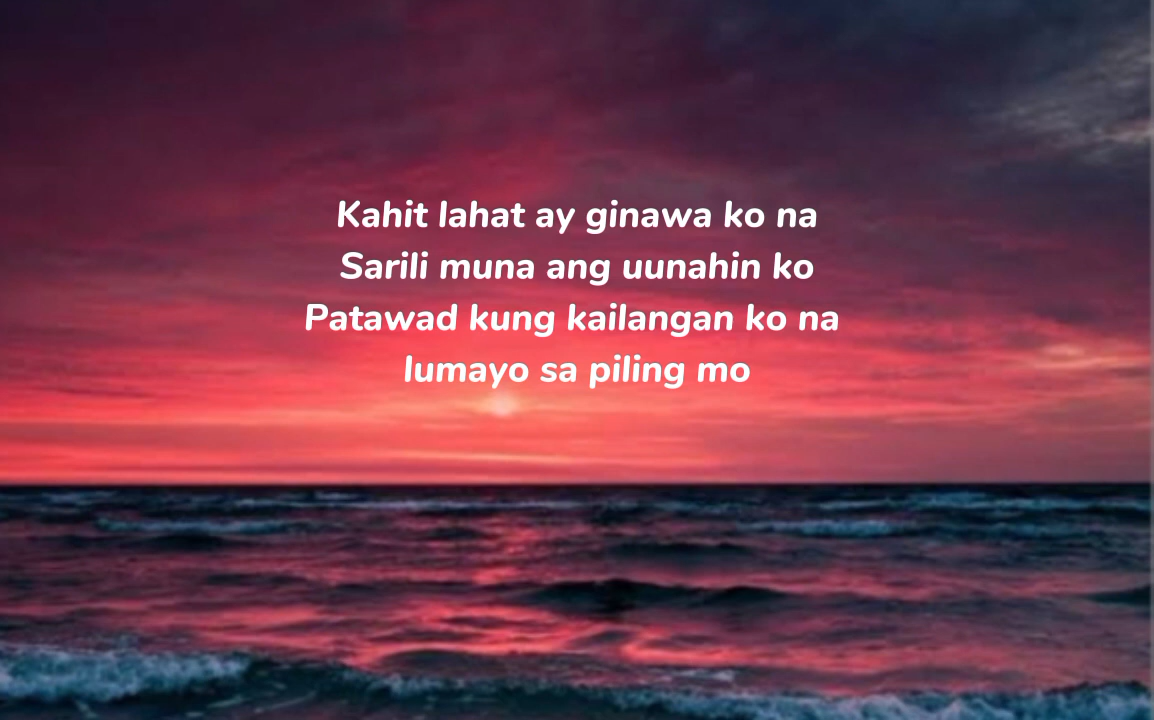 Kahit lahat ay ginawa ko na
Sarili muna ang uunahin ko
Patawad kung kailangan ko na
lumayo sa piling mo